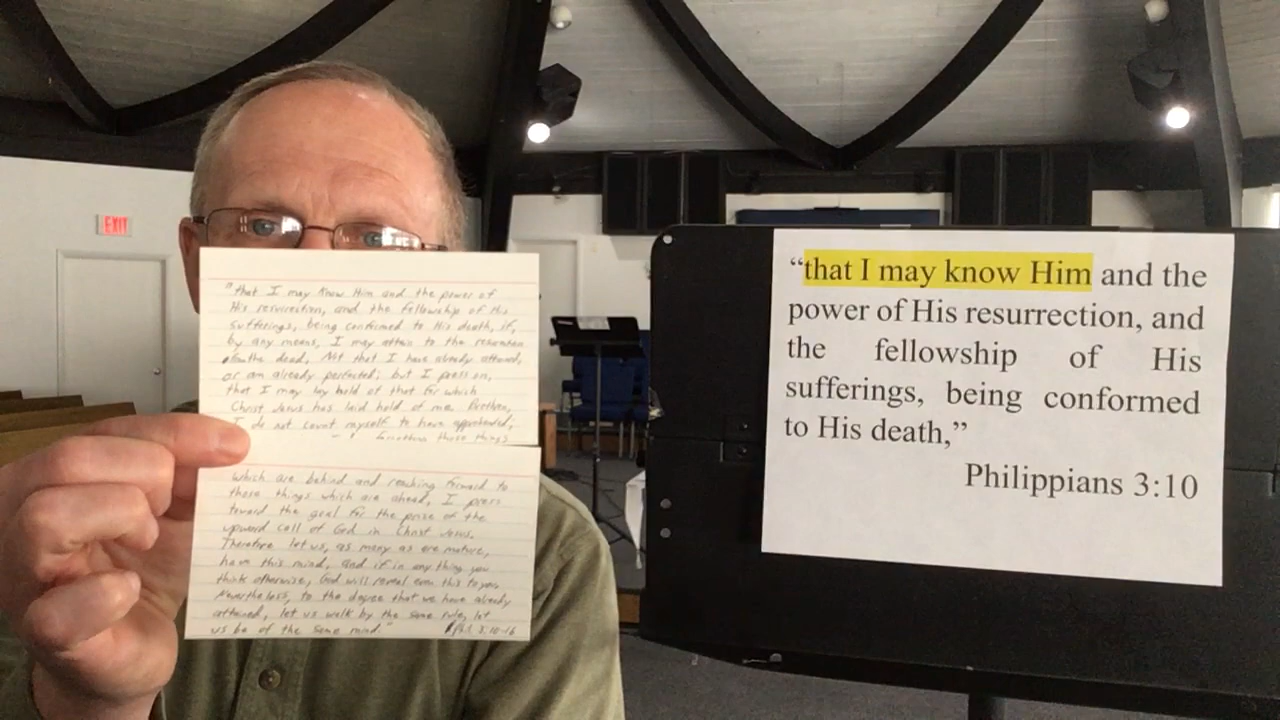 EXIT
"that I may know Him and the power of
His resurrection, and the fellowship of His
sufferings, being conformed to His death, if,
by any means, I may attain to the resurrection
from the dead. Not that I have already attained,
or am already perfected; but I press on,
that I may lay hold of that for which
Christ Jesus has laid hold of me. Brethren,
I do not count myself to have apprehended;
those things
which are behind and reaching forward to
those things which are ahead, I press
toward the goal for the prize of the
upward call of God in Christ Jesus.
Therefore let us, as many as are mature,
have this mind, and if in any thing you
think otherwise, God will reveal even this to you.
Nevertheless, to the degree that we have already
attained, let us walk by the same rule, let
us be of the same mind." Phil. 3:10-16
“that I may know Him and the
power of His resurrection, and
the fellowship of His
sufferings, being conformed
to His death,”
Philippians 3:10